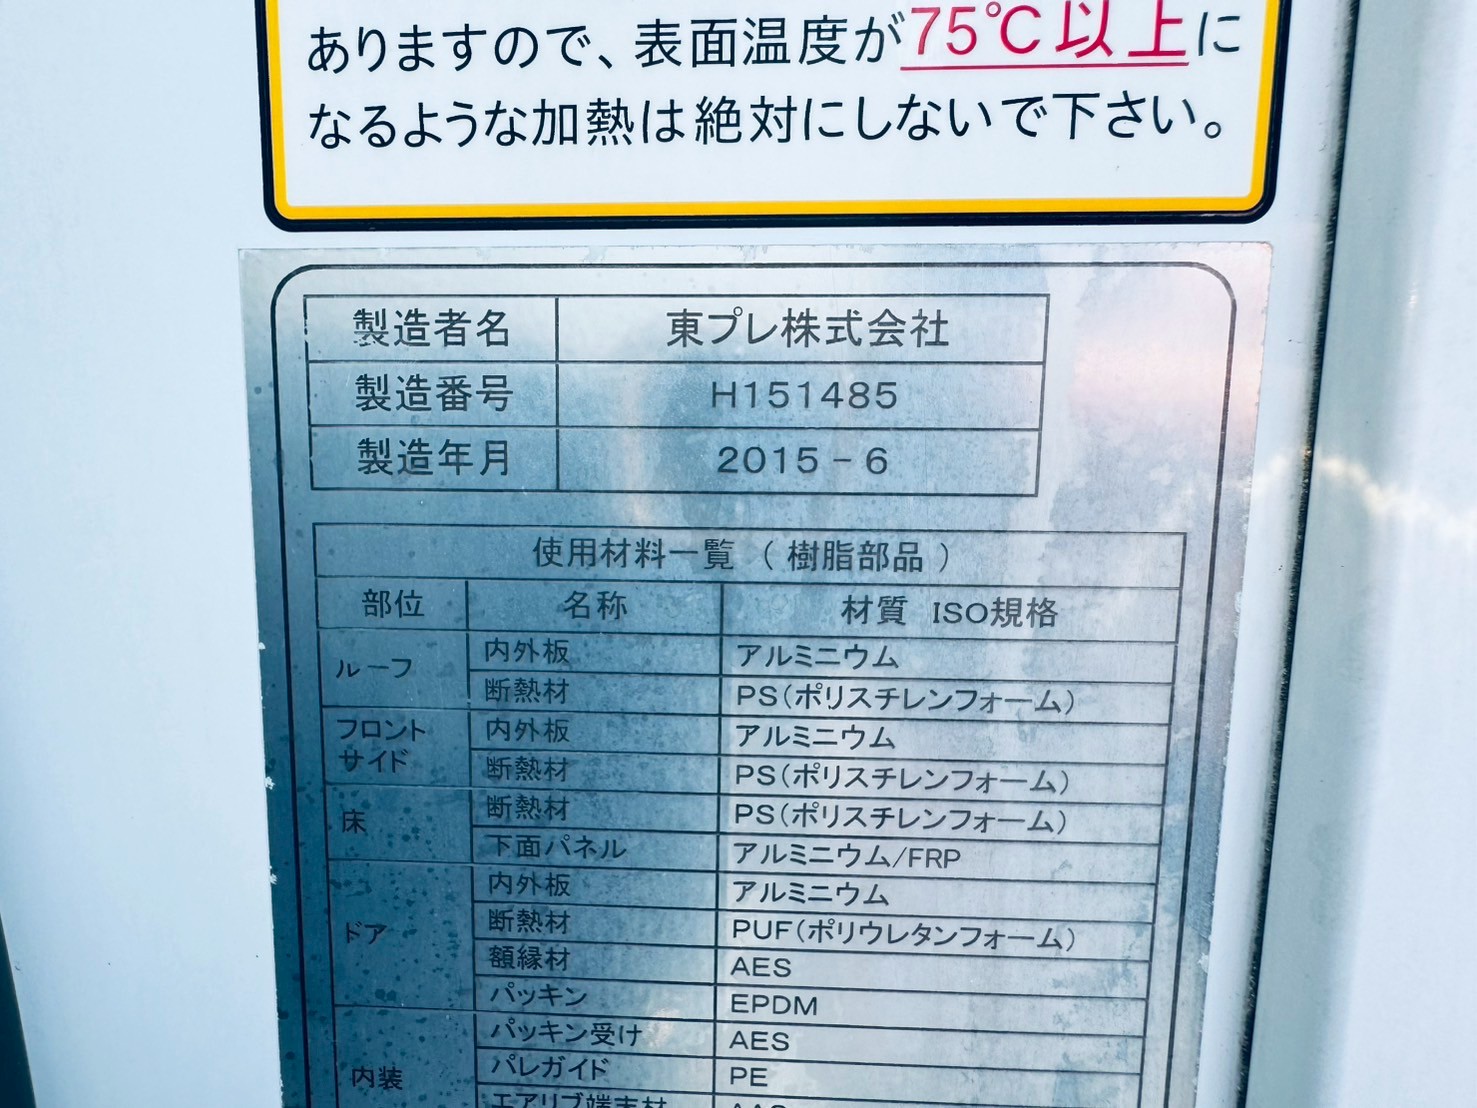 ありますので、表面温度が75℃以上に
なるような加熱は絶対にしないで下さい。
製造者名 東プレ株式会社
製造番号 H151485
製造年月 2015-6
使用材料一覧（樹脂部品）
部位 名称 材質 ISO規格
ルーフ 内外板 アルミニウム
断熱材 PS(ポリスチレンフォーム)
フロント サイド 内外板 アルミニウム
断熱材 PS(ポリスチレンフォーム)
床 断熱材 PS(ポリスチレンフォーム)
下面パネル アルミニウム/FRP
ドア 内外板 アルミニウム
断熱材 PUF(ポリウレタンフォーム)
額縁材 AES
パッキン EPDM
内装 パッキン受け AES
パレガイド PE
エアリブ端末材